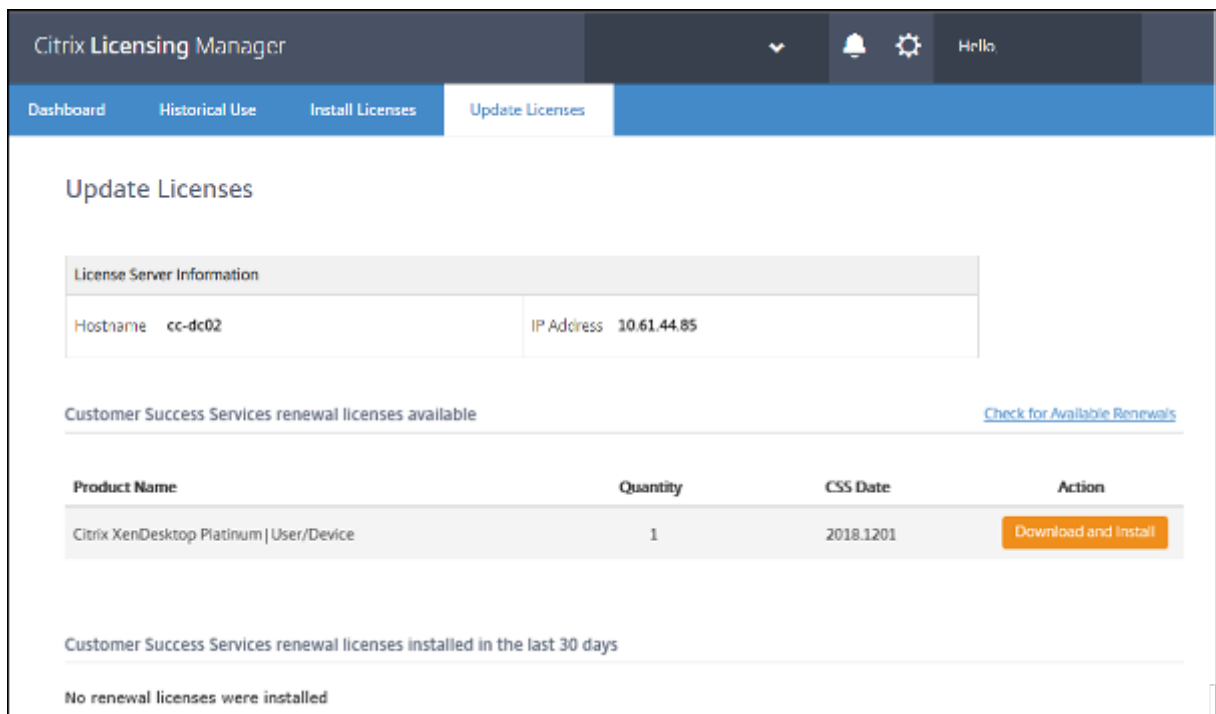 Citrix Licensing Manager
Hello,
Dashboard Historical Use Install Licenses Update Licenses
Update Licenses
License Server Information
Hostname cc-dc02 IP Address 10.61.44.85
Customer Success Services renewal licenses available Check for Available Renewals
Product Name Quantity CSS Date Action
Citrix XenDesktop Platinum|User/Device 1 2018.1201 Download and Install
Customer Success Services renewal licenses installed in the last 30 days
No renewal licenses were installed